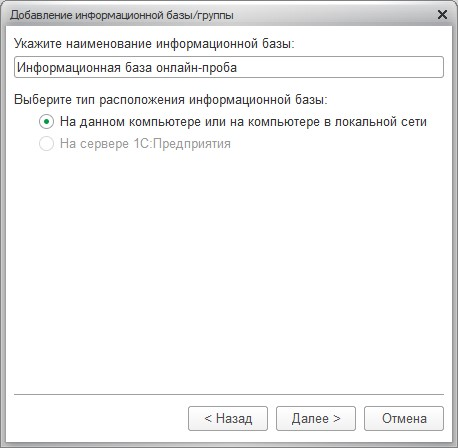 Добавление информационной базы/группы
Укажите наименование информационной базы:
Информационная база онлайн-проба
Выберите тип расположения информационной базы:
На данном компьютере или на компьютере в локальной сети
На сервере 1С:Предприятия
< Назад
Далее >
Отмена